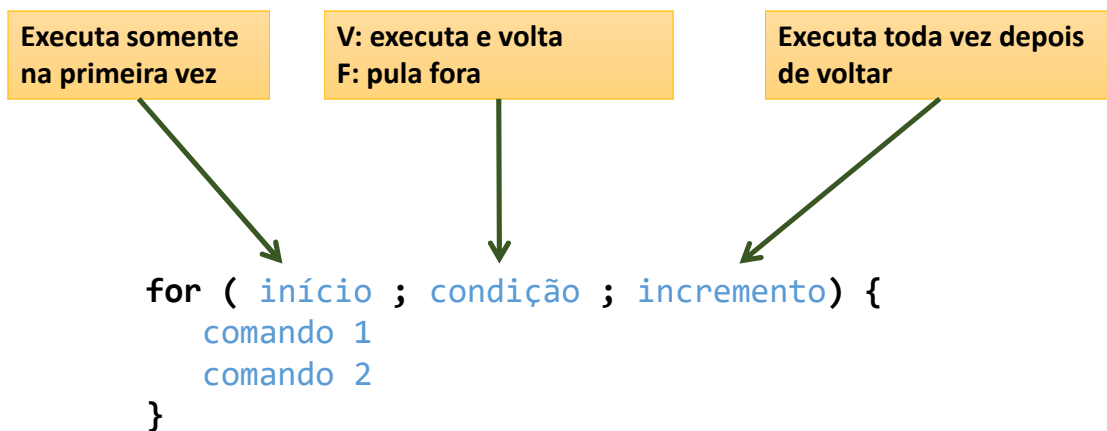 Executa somente
na primeira vez
V: executa e volta
F: pula fora
Executa toda vez depois
de voltar
for ( início ; condição ; incremento) {
comando 1
comando 2
}